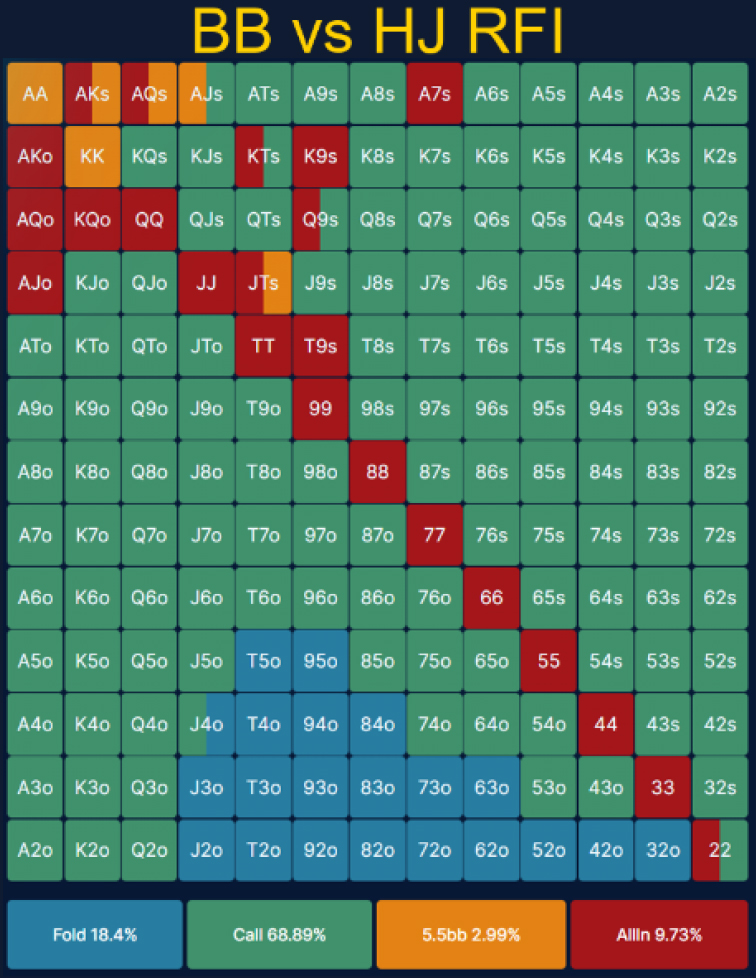 BB vs HJ RFI
AA AKs AQs AJs ATs A9s A8s A7s A6s A5s A4s A3s A2s
AKo KK KQs KJs KTs K9s K8s K7s K6s K5s K4s K3s K2s
AQo KQo QQ QJs QTs Q9s Q8s Q7s Q6s Q5s Q4s Q3s Q2s
AJo KJo QJo JJ JTs J9s J8s J7s J6s J5s J4s J3s J2s
ATo KTo QTo JTo TT T9s T8s T7s T6s T5s T4s T3s T2s
A9o K9o Q9o J9o T9o 99 98s 97s 96s 95s 94s 93s 92s
A8o K8o Q8o J8o T8o 98o 88 87s 86s 85s 84s 83s 82s
A7o K7o Q7o J7o T7o 97o 87o 77 76s 75s 74s 73s 72s
A6o K6o Q6o J6o T6o 96o 86o 76o 66 65s 64s 63s 62s
A5o K5o Q5o J5o T5o 95o 85o 75o 65o 55 54s 53s 52s
A4o K4o Q4o J4o T4o 94o 84o 74o 64o 54o 44 43s 42s
A3o K3o Q3o J3o T3o 93o 83o 73o 63o 53o 43o 33 32s
A2o K2o Q2o J2o T2o 92o 82o 72o 62o 52o 42o 32o 22
Fold 18.4% Call 68.89% 5.5bb 2.99% AllIn 9.73%